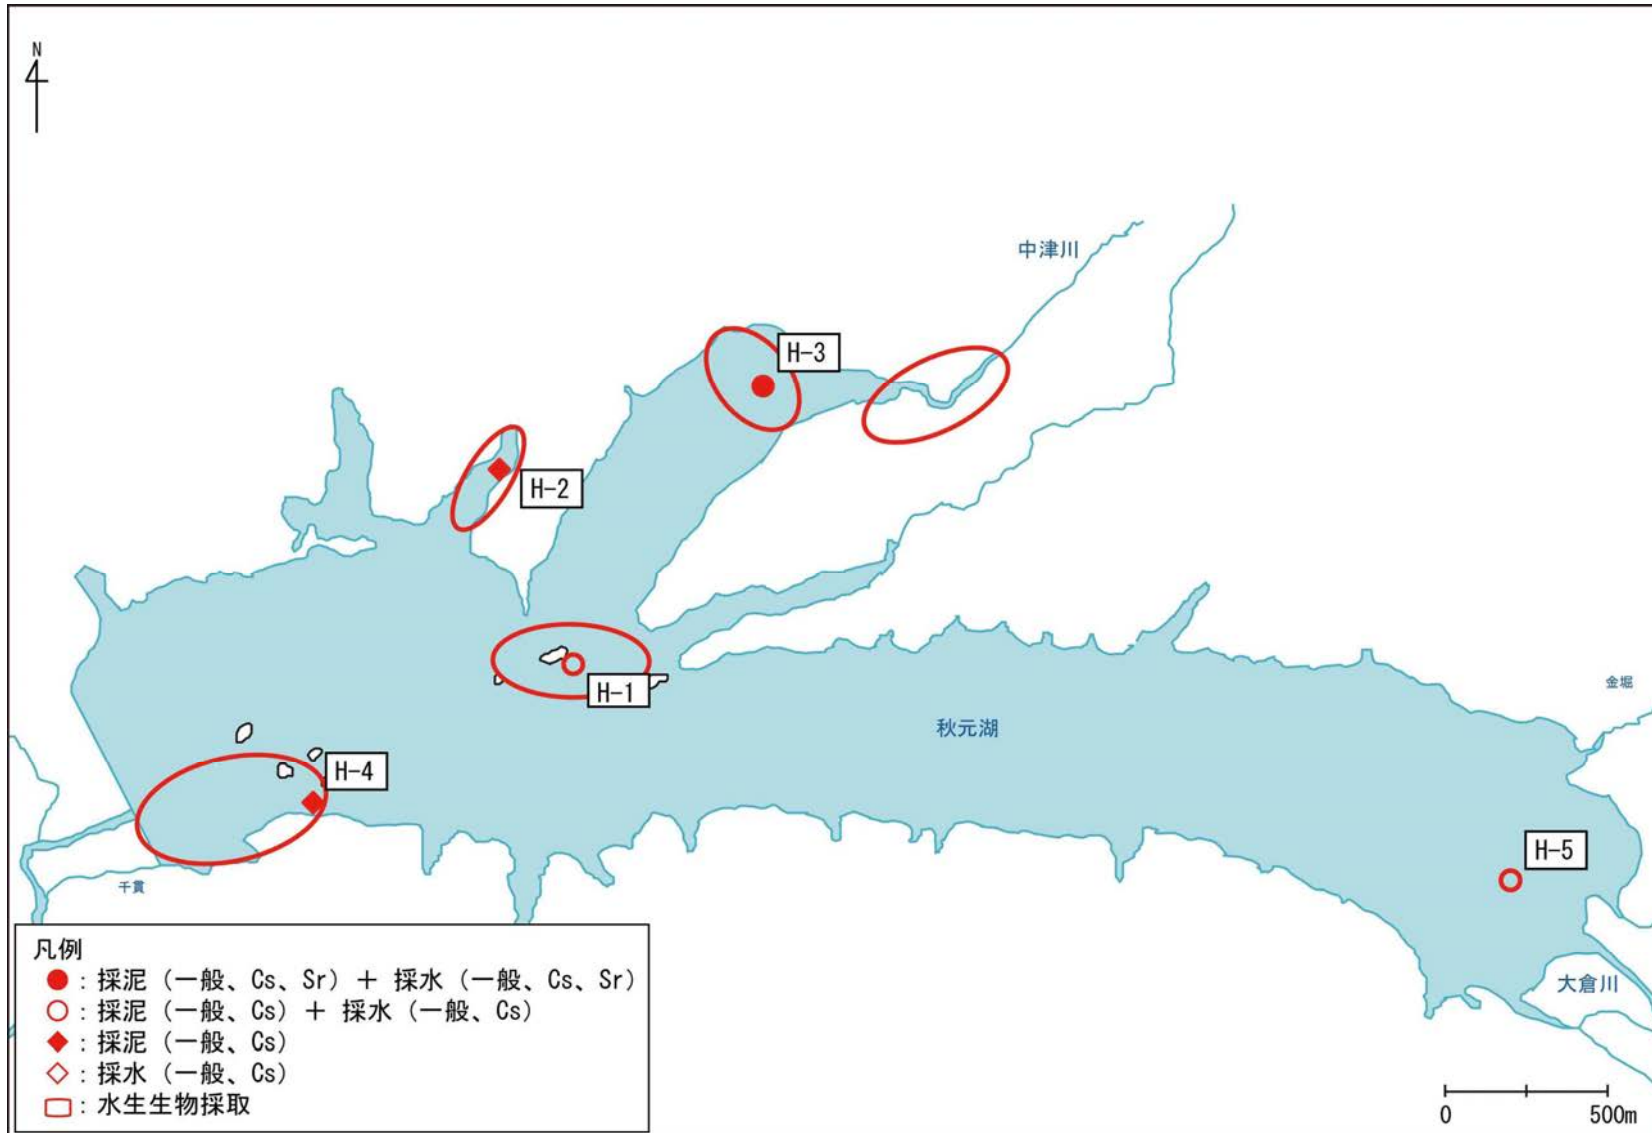 N
中津川
H-3
H-2
H-1
秋元湖
金堀
H-4
H-5
千貫
大倉川
凡例
● : 採泥 (一般、Cs、Sr) + 採水 (一般、Cs、Sr)
○ : 採泥 (一般、Cs) + 採水 (一般、Cs)
◆ : 採泥 (一般、Cs)
◇ : 採水 (一般、Cs)
: 水生生物採取
0 500m